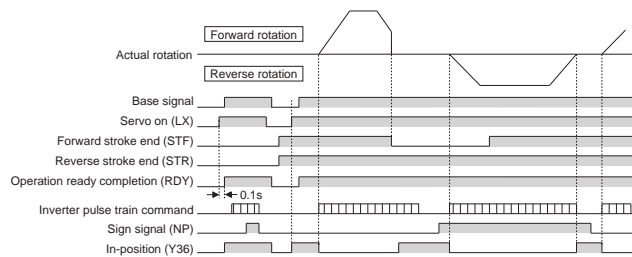 Forward rotation
Actual rotation
Reverse rotation
Base signal
Servo on (LX)
Forward stroke end (STF)
Reverse stroke end (STR)
Operation ready completion (RDY)
0.1s
Inverter pulse train command
Sign signal (NP)
In-position (Y36)